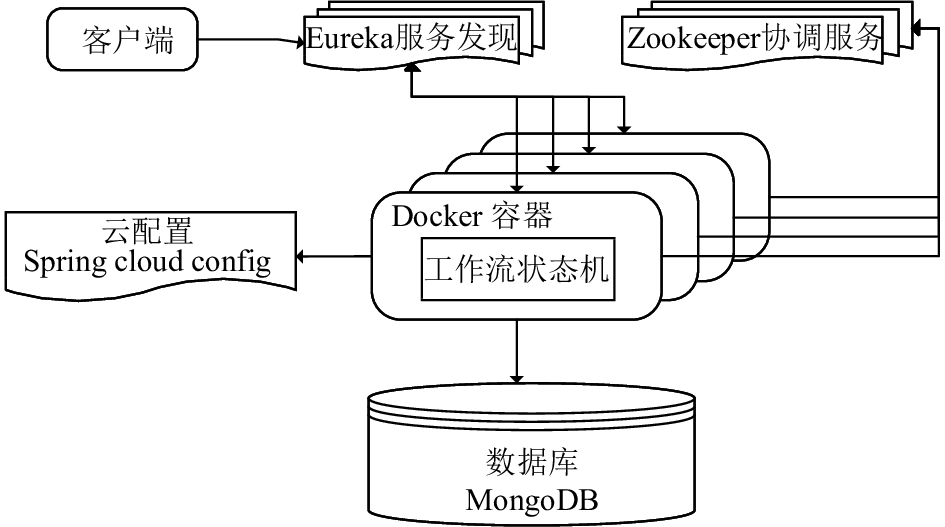 客户端
Eureka服务发现
Zookeeper协调服务
Docker 容器
工作流状态机
云配置
Spring cloud config
数据库
MongoDB